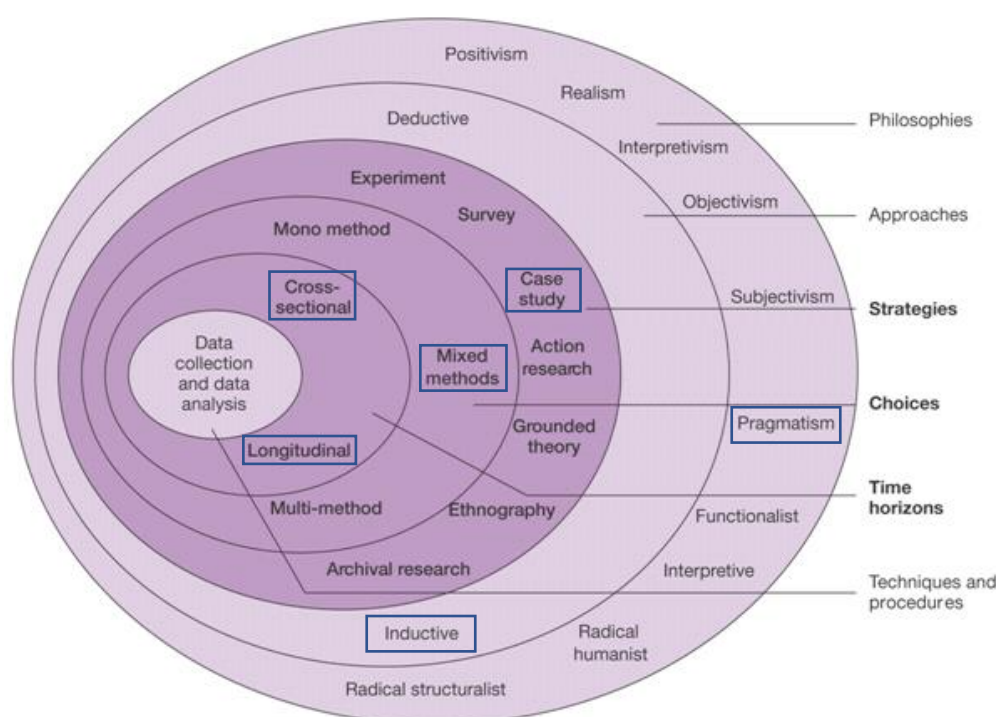 Positivism
Realism
Philosophies
Deductive
Interpretivism
Experiment
Objectivism
Approaches
Survey
Mono method
Cross-
sectional
Case
study
Subjectivism
Strategies
Data
collection
and data
analysis
Mixed
methods
Action
research
Choices
Pragmatism
Longitudinal
Grounded
theory
Time
horizons
Multi-method
Ethnography
Functionalist
Archival research
Interpretive
Techniques and
procedures
Inductive
Radical
humanist
Radical structuralist